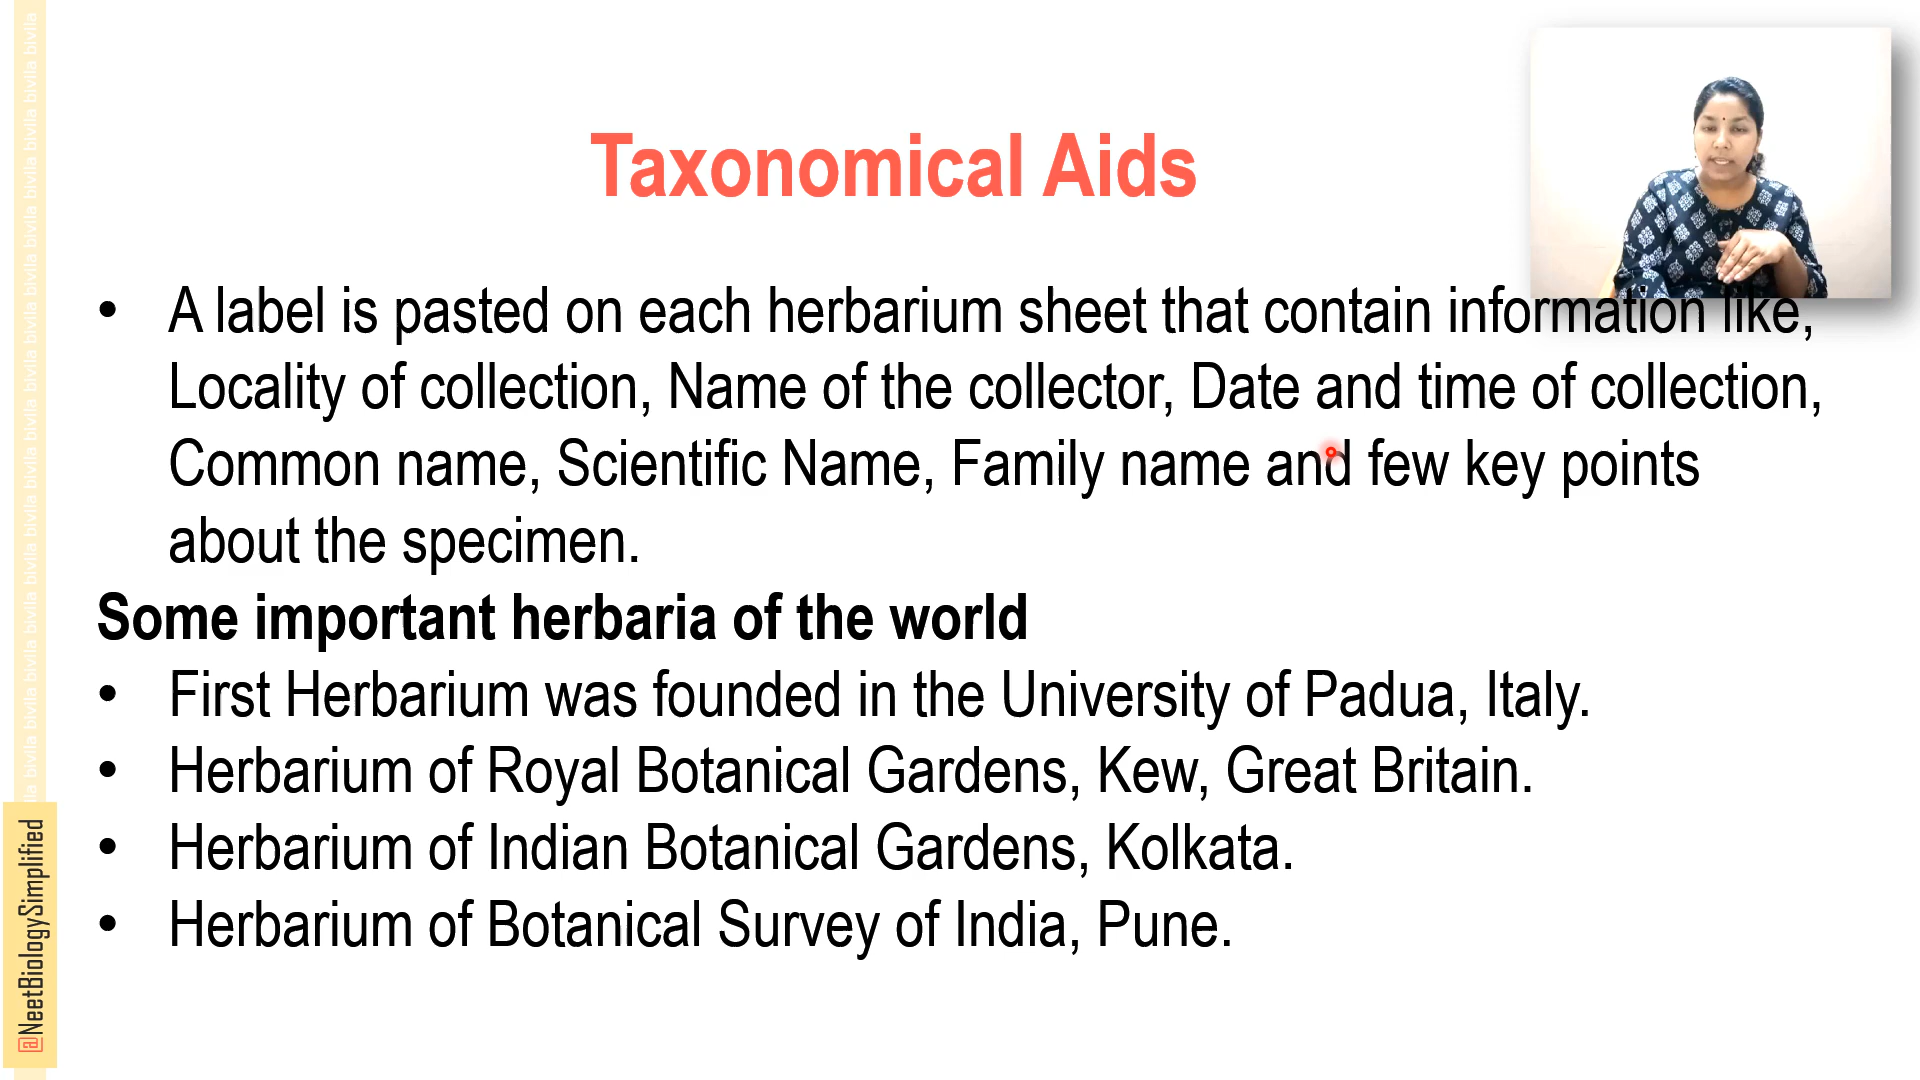 Taxonomical Aids
• A label is pasted on each herbarium sheet that contain information like,
Locality of collection, Name of the collector, Date and time of collection,
Common name, Scientific Name, Family name and few key points
about the specimen.
Some important herbaria of the world
• First Herbarium was founded in the University of Padua, Italy.
• Herbarium of Royal Botanical Gardens, Kew, Great Britain.
• Herbarium of Indian Botanical Gardens, Kolkata.
• Herbarium of Botanical Survey of India, Pune.
@NeetBiologySimplified